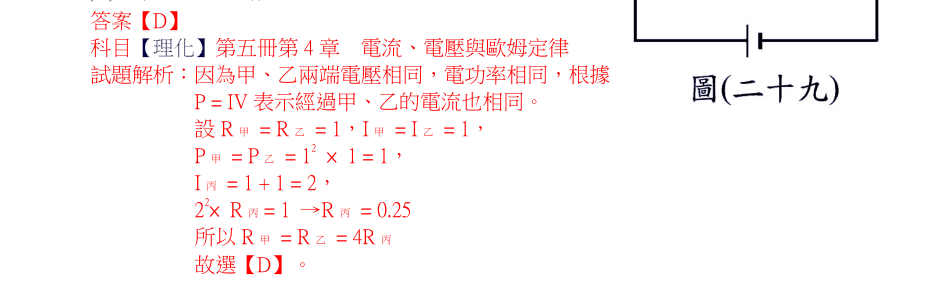 答案【D】
科目【理化】第五冊第 4 章　電流、電壓與歐姆定律
試題解析：因為甲、乙兩端電壓相同，電功率相同，根據
P = IV 表示經過甲、乙的電流也相同。
設 R 甲 = R 乙 = 1，I 甲 = I 乙 = 1，
P 甲 = P 乙 = 1² × 1 = 1，
I 丙 = 1 + 1 = 2，
2²× R 丙 = 1 →R 丙 = 0.25
所以 R 甲 = R 乙 = 4R 丙
故選【D】。
圖(二十九)